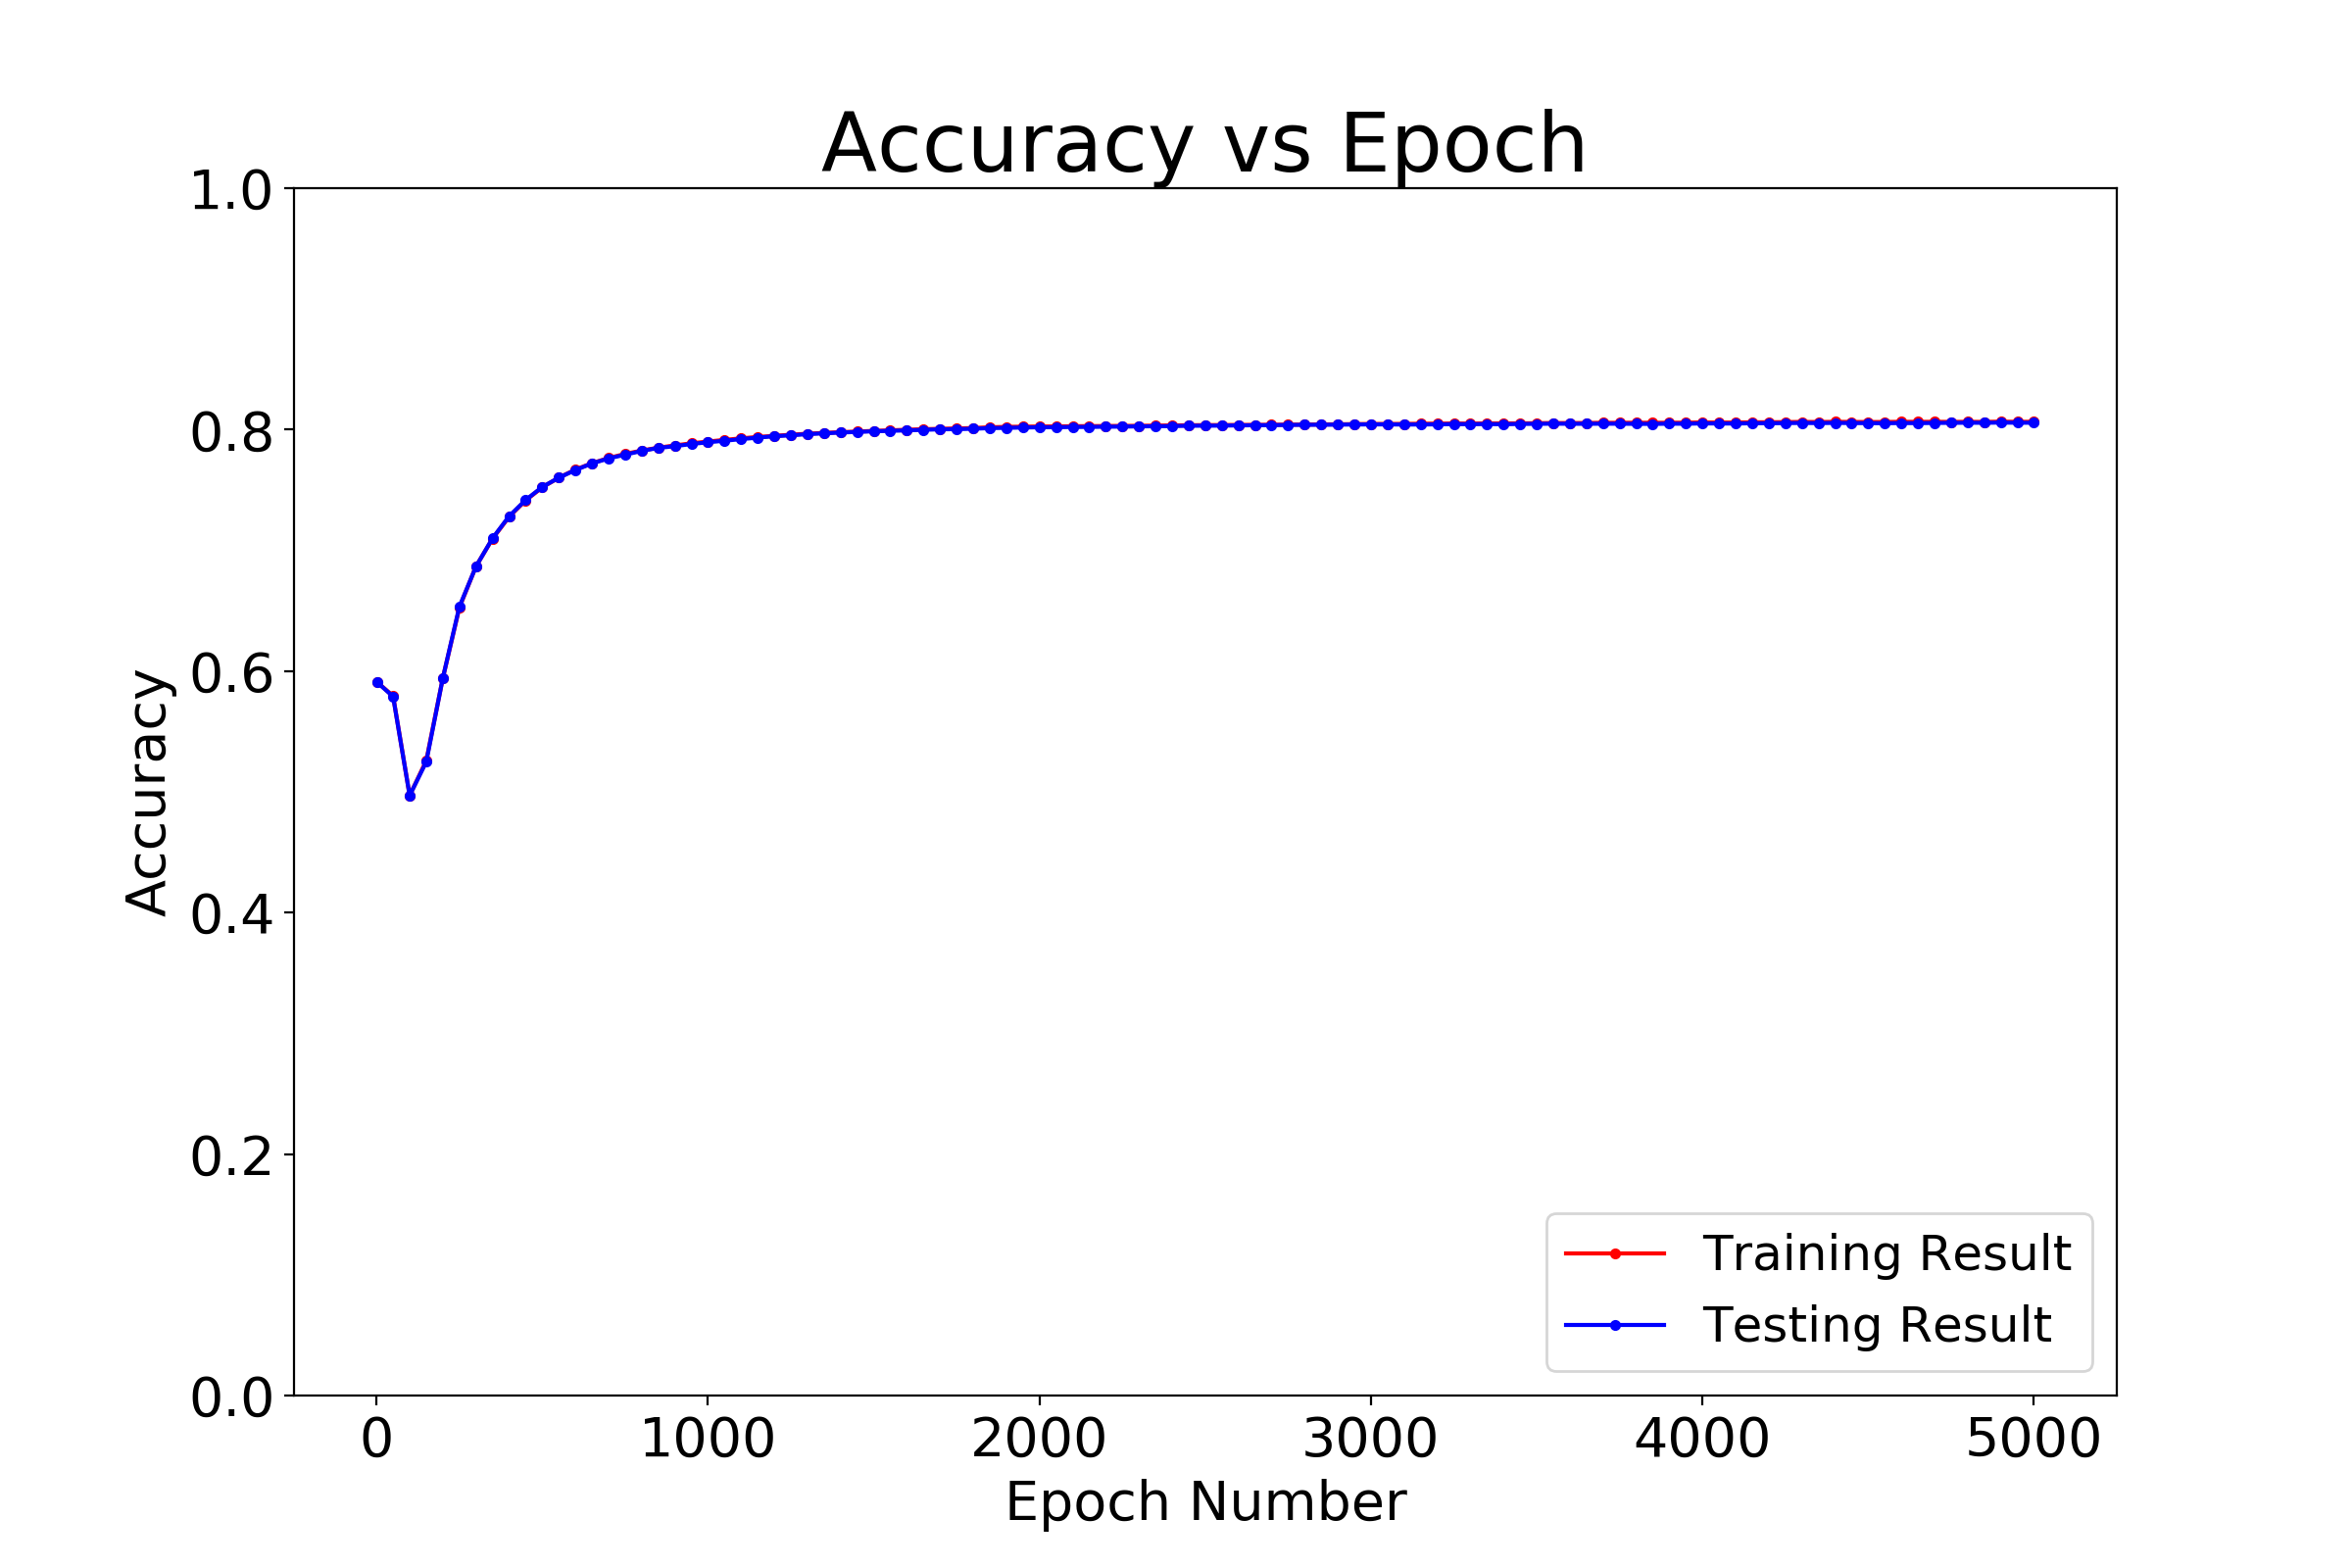 Accuracy vs Epoch
1.0
0.8
0.6
0.4
0.2
0.0
Accuracy
0 1000 2000 3000 4000 5000
Epoch Number
Training Result
Testing Result